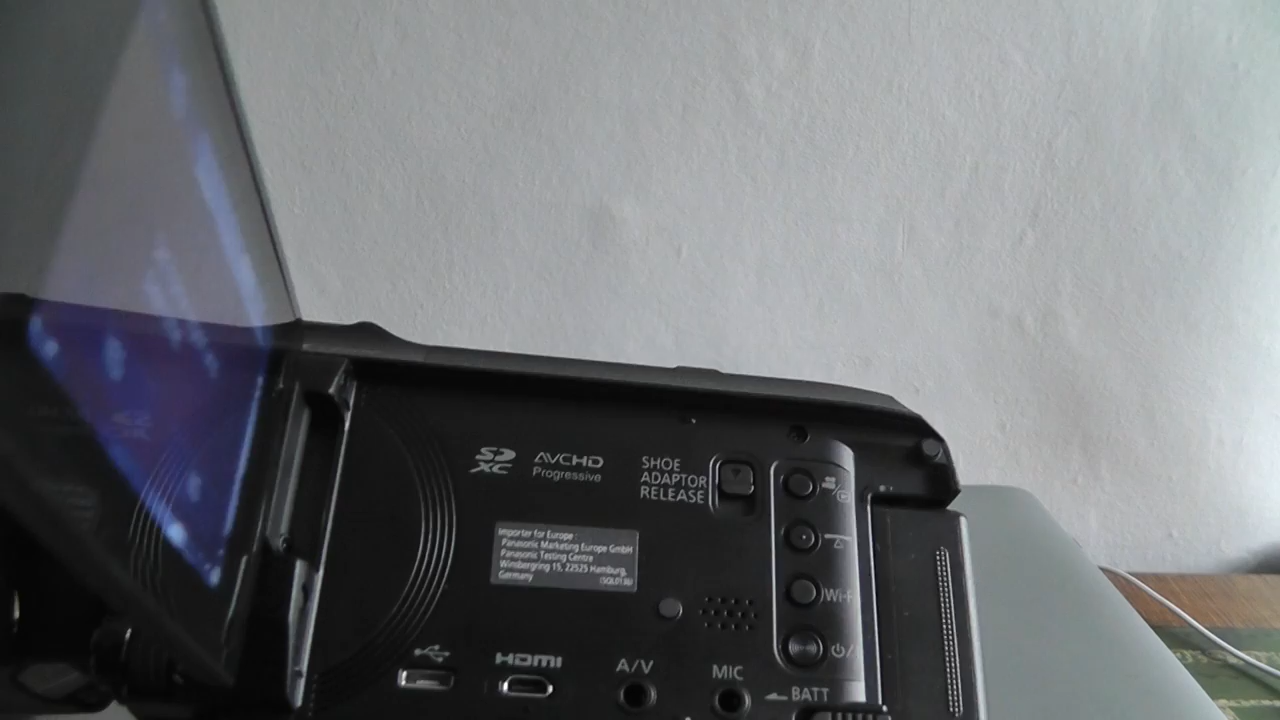 SD XC
AVCHD
Progressive
SHOE
ADAPTOR
RELEASE
Importer for Europe :
Panasonic Marketing Europe GmbH
Panasonic Testing Centre
Winsbergring 15, 22525 Hamburg,
Germany
Wi-F
HDMI
A/V
MIC
BATT